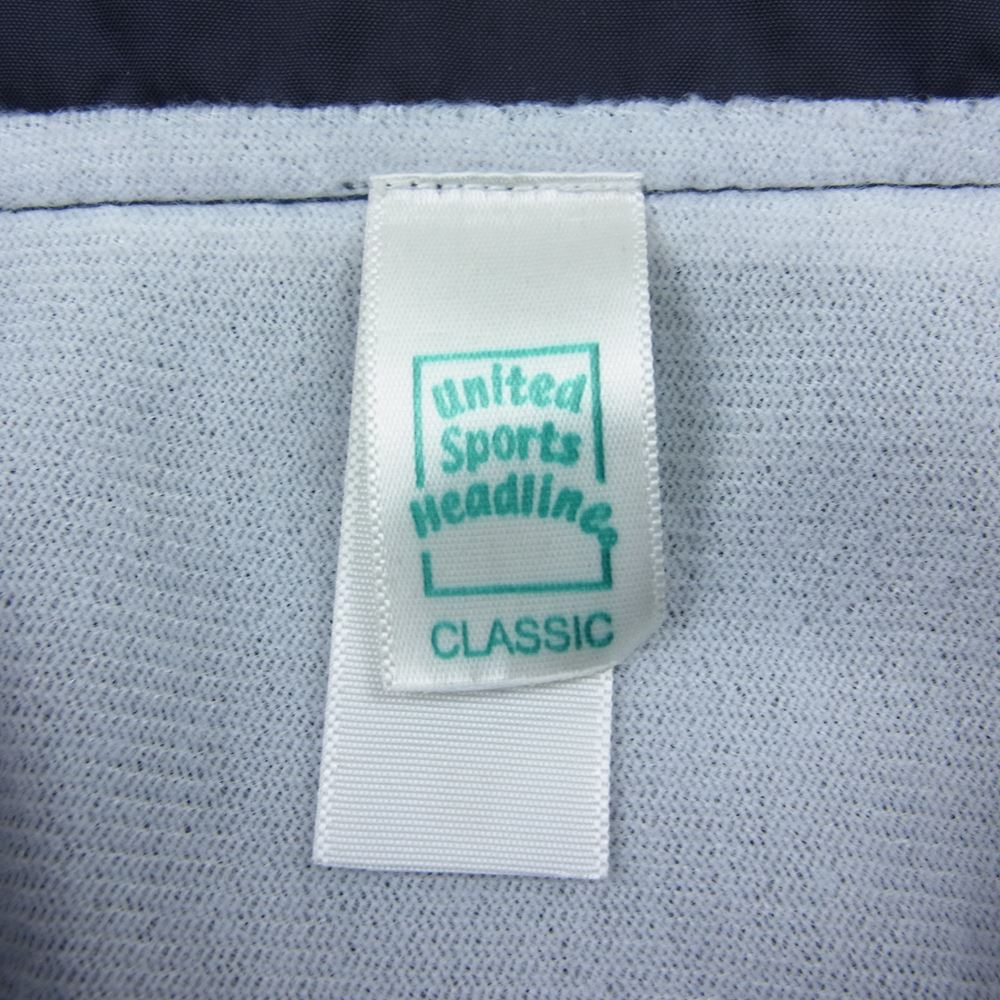 United
Sports
Headlines
CLASSIC